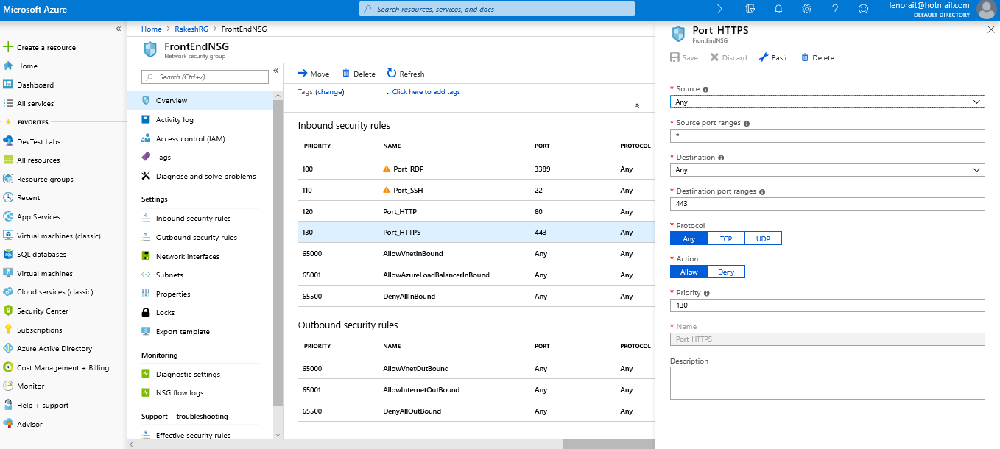 Microsoft Azure
Search resources, services, and docs
lenorait@hotmail.com
DEFAULT DIRECTORY
Create a resource
Home
Dashboard
All services
FAVORITES
DevTest Labs
All resources
Resource groups
Recent
App Services
Virtual machines (classic)
SQL databases
Virtual machines
Cloud services (classic)
Security Center
Subscriptions
Azure Active Directory
Cost Management + Billing
Monitor
Help + support
Advisor
Home > RakeshRG > FrontEndNSG
FrontEndNSG
Network security group
Search (Ctrl+/)
Overview
Activity log
Access control (IAM)
Tags
Diagnose and solve problems
Settings
Inbound security rules
Outbound security rules
Network interfaces
Subnets
Properties
Locks
Export template
Monitoring
Diagnostic settings
NSG flow logs
Support + troubleshooting
Effective security rules
Move Delete Refresh
Tags (change) : Click here to add tags
Inbound security rules
PRIORITY NAME PORT PROTOCOL
100 Port_RDP 3389 Any
110 Port_SSH 22 Any
120 Port_HTTP 80 Any
130 Port_HTTPS 443 Any
65000 AllowVnetInBound Any Any
65001 AllowAzureLoadBalancerInBound Any Any
65500 DenyAllInBound Any Any
Outbound security rules
PRIORITY NAME PORT PROTOCOL
65000 AllowVnetOutBound Any Any
65001 AllowInternetOutBound Any Any
65500 DenyAllOutBound Any Any
Port_HTTPS
FrontEndNSG
Save Discard Basic Delete
* Source
Any
* Source port ranges
*
* Destination
Any
* Destination port ranges
443
* Protocol
Any TCP UDP
* Action
Allow Deny
* Priority
130
* Name
Port_HTTPS
Description